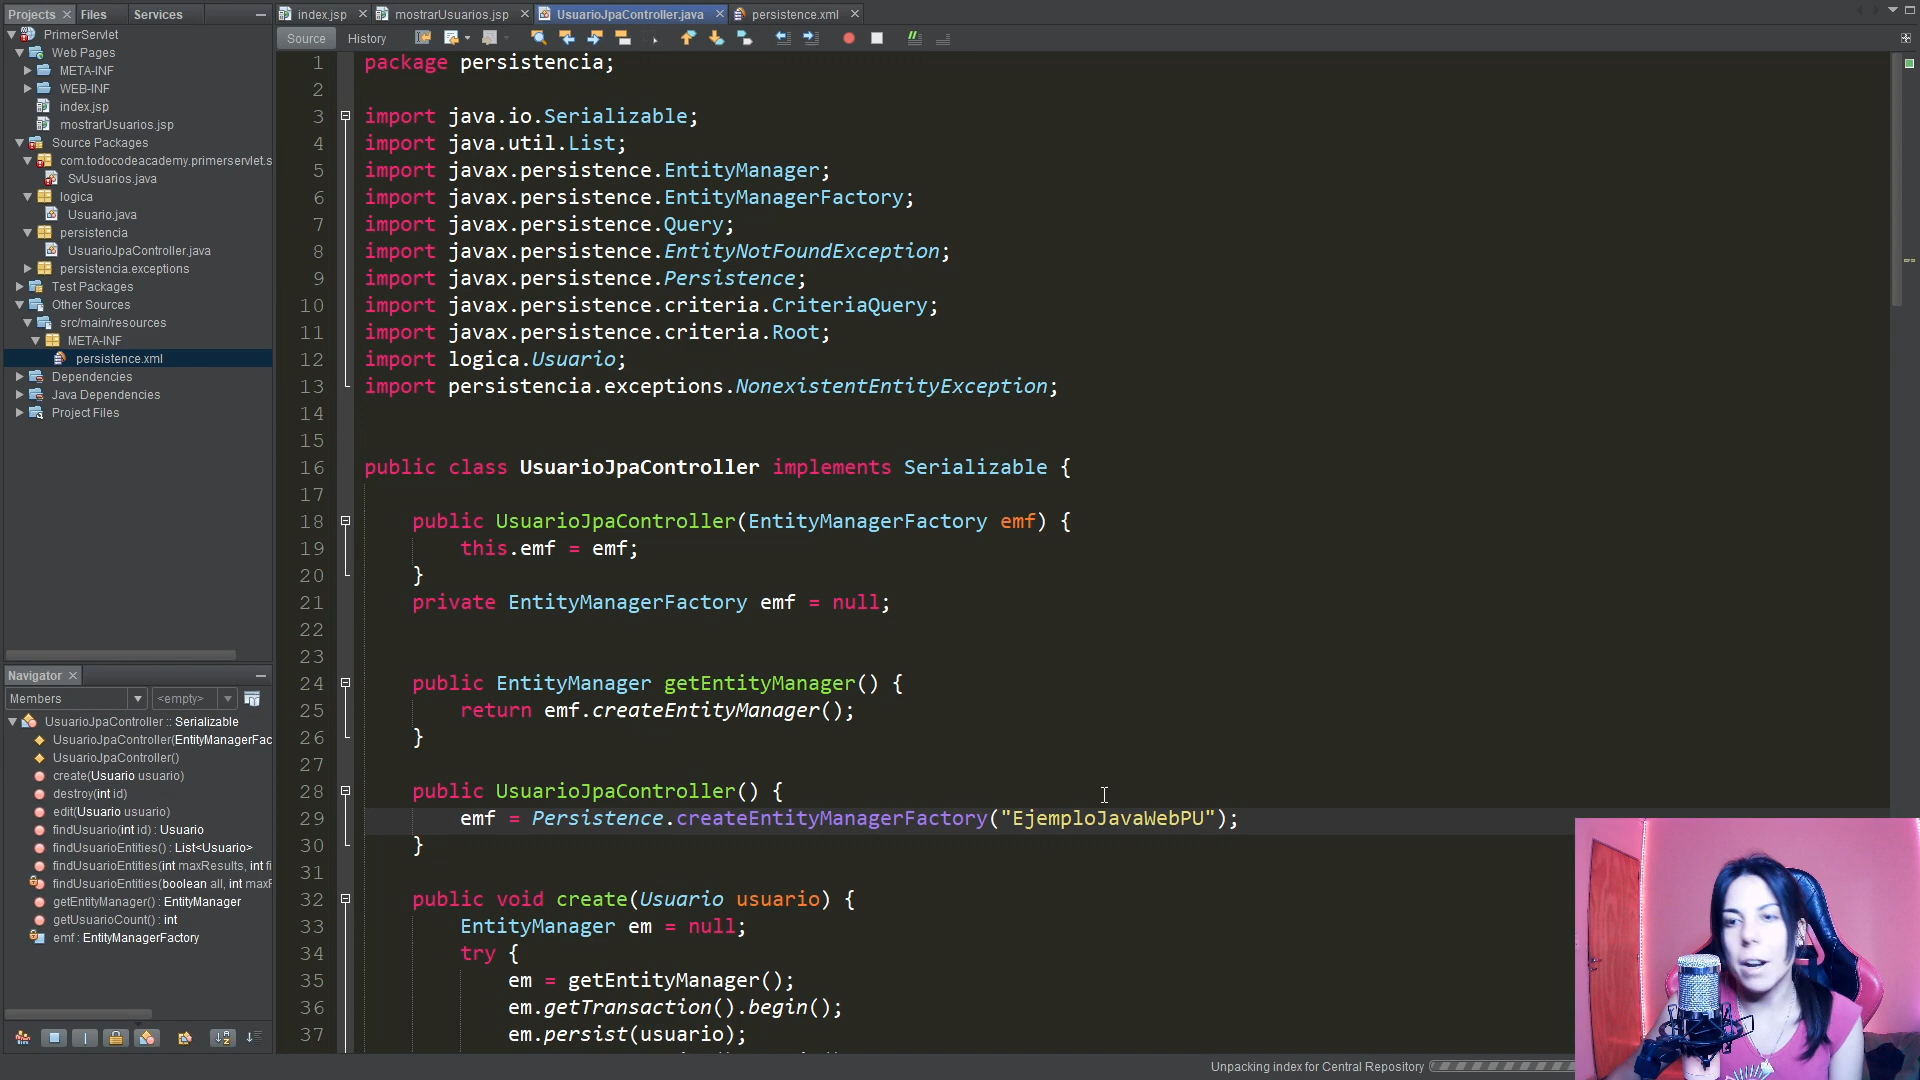 Projects
Files
Services
index.jsp
mostrarUsuarios.jsp
UsuarioJpaController.java
persistence.xml
Source
History
PrimerServlet
Web Pages
META-INF
WEB-INF
index.jsp
mostrarUsuarios.jsp
Source Packages
com.todocodeacademy.primerservlet.s
SvUsuarios.java
logica
Usuario.java
persistencia
UsuarioJpaController.java
persistencia.exceptions
Test Packages
Other Sources
src/main/resources
META-INF
persistence.xml
Dependencies
Java Dependencies
Project Files
Navigator
Members
<empty>
UsuarioJpaController :: Serializable
UsuarioJpaController(EntityManagerFac
UsuarioJpaController()
create(Usuario usuario)
destroy(int id)
edit(Usuario usuario)
findUsuario(int id) : Usuario
findUsuarioEntities() : List<Usuario>
findUsuarioEntities(int maxResults, int fi
findUsuarioEntities(boolean all, int maxF
getEntityManager() : EntityManager
getUsuarioCount() : int
emf : EntityManagerFactory
1 package persistencia;
2
3 import java.io.Serializable;
4 import java.util.List;
5 import javax.persistence.EntityManager;
6 import javax.persistence.EntityManagerFactory;
7 import javax.persistence.Query;
8 import javax.persistence.EntityNotFoundException;
9 import javax.persistence.Persistence;
10 import javax.persistence.criteria.CriteriaQuery;
11 import javax.persistence.criteria.Root;
12 import logica.Usuario;
13 import persistencia.exceptions.NonexistentEntityException;
14
15
16 public class UsuarioJpaController implements Serializable {
17
18 public UsuarioJpaController(EntityManagerFactory emf) {
19 this.emf = emf;
20 }
21 private EntityManagerFactory emf = null;
22
23
24 public EntityManager getEntityManager() {
25 return emf.createEntityManager();
26 }
27
28 public UsuarioJpaController() {
29 emf = Persistence.createEntityManagerFactory("EjemploJavaWebPU");
30 }
31
32 public void create(Usuario usuario) {
33 EntityManager em = null;
34 try {
35 em = getEntityManager();
36 em.getTransaction().begin();
37 em.persist(usuario);
Unpacking index for Central Repository